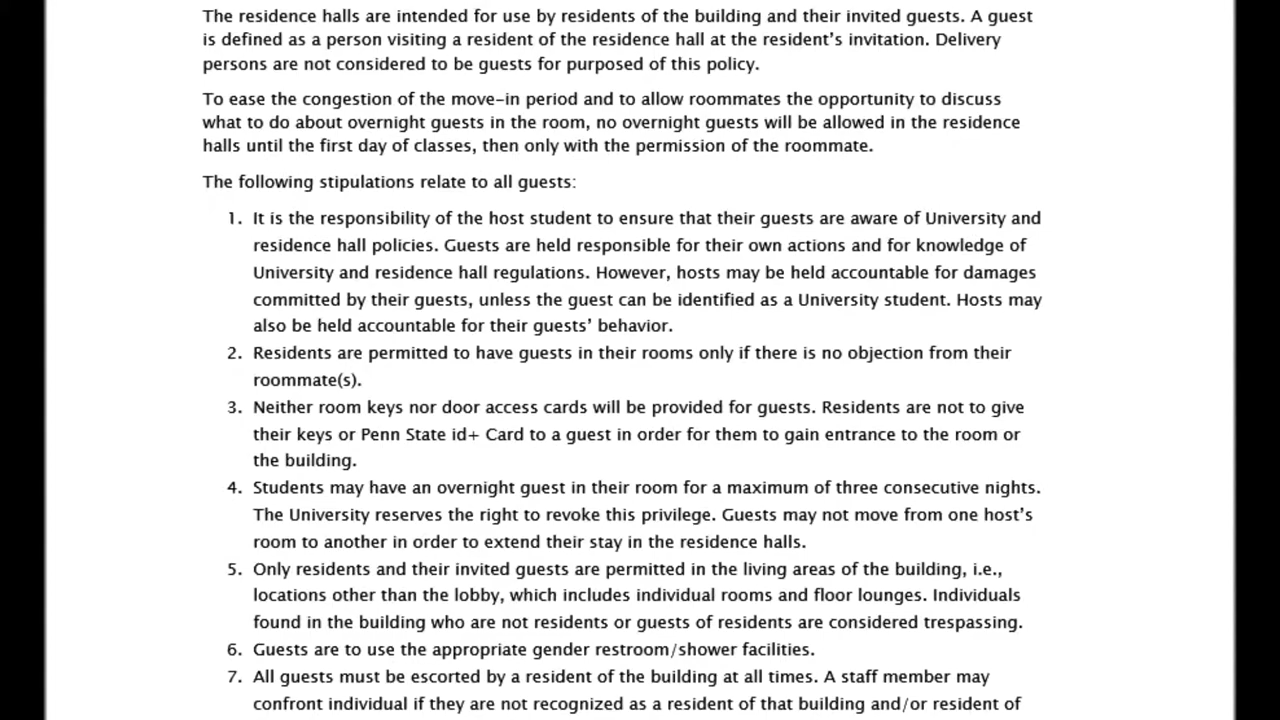 The residence halls are intended for use by residents of the building and their invited guests. A guest
is defined as a person visiting a resident of the residence hall at the resident’s invitation. Delivery
persons are not considered to be guests for purposed of this policy.
To ease the congestion of the move-in period and to allow roommates the opportunity to discuss
what to do about overnight guests in the room, no overnight guests will be allowed in the residence
halls until the first day of classes, then only with the permission of the roommate.
The following stipulations relate to all guests:
1. It is the responsibility of the host student to ensure that their guests are aware of University and
residence hall policies. Guests are held responsible for their own actions and for knowledge of
University and residence hall regulations. However, hosts may be held accountable for damages
committed by their guests, unless the guest can be identified as a University student. Hosts may
also be held accountable for their guests’ behavior.
2. Residents are permitted to have guests in their rooms only if there is no objection from their
roommate(s).
3. Neither room keys nor door access cards will be provided for guests. Residents are not to give
their keys or Penn State id+ Card to a guest in order for them to gain entrance to the room or
the building.
4. Students may have an overnight guest in their room for a maximum of three consecutive nights.
The University reserves the right to revoke this privilege. Guests may not move from one host’s
room to another in order to extend their stay in the residence halls.
5. Only residents and their invited guests are permitted in the living areas of the building, i.e.,
locations other than the lobby, which includes individual rooms and floor lounges. Individuals
found in the building who are not residents or guests of residents are considered trespassing.
6. Guests are to use the appropriate gender restroom/shower facilities.
7. All guests must be escorted by a resident of the building at all times. A staff member may
confront individual if they are not recognized as a resident of that building and/or resident of